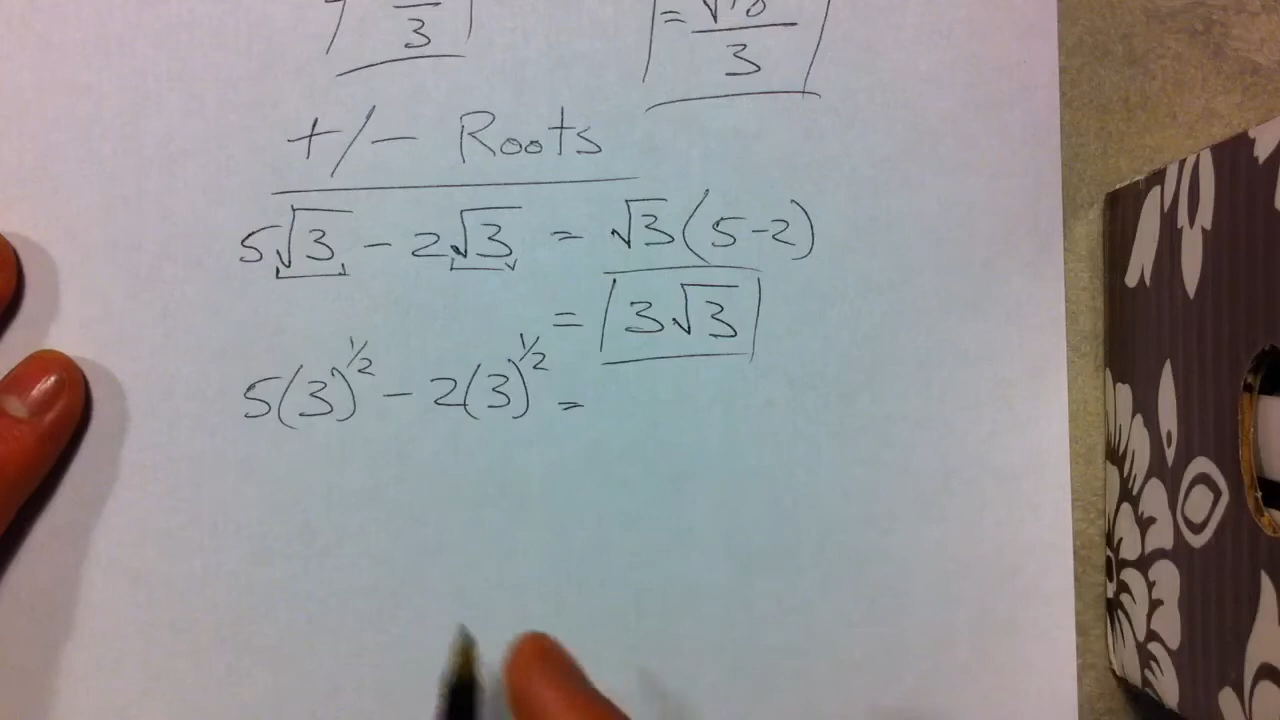 3
= √10 / 3
+/- Roots
5√3 - 2√3 = √3(5-2)
= 3√3
5(3)^1/2 - 2(3)^1/2 =